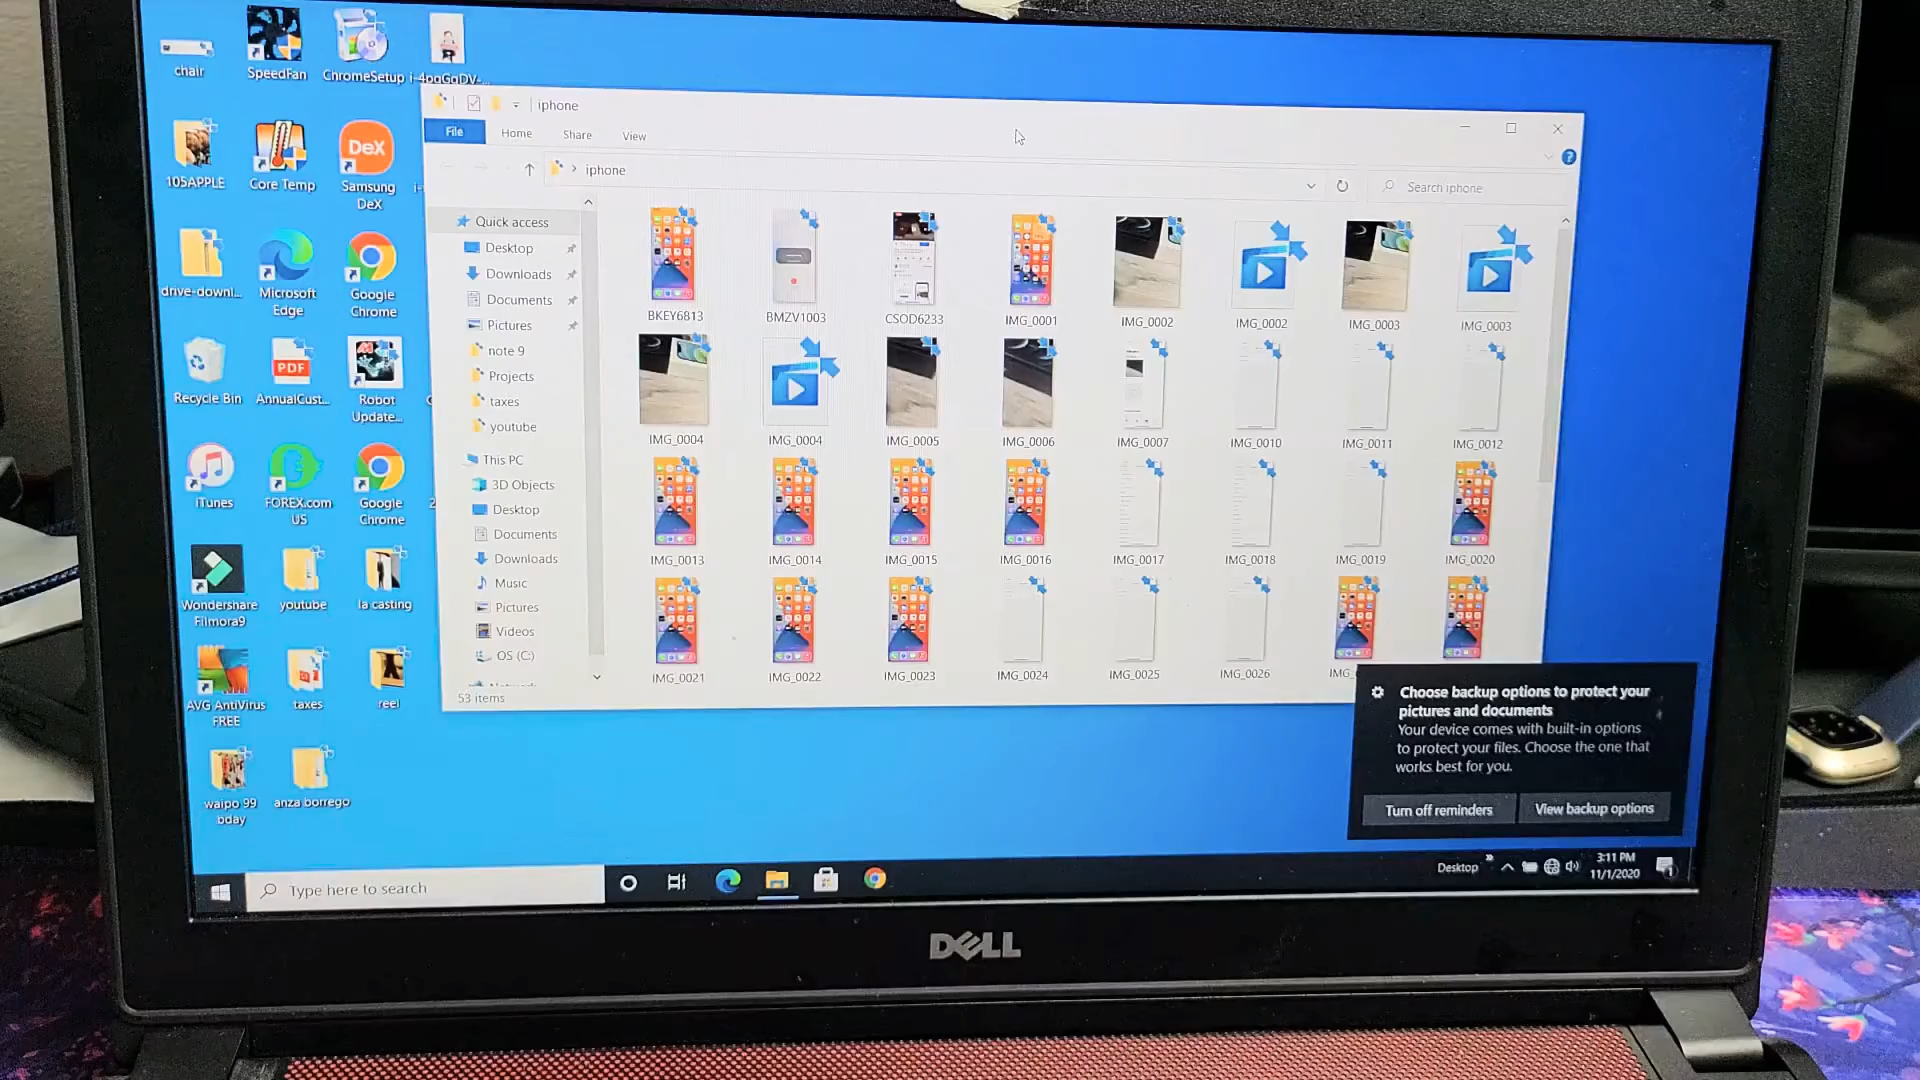 chair
SpeedFan
ChromeSetup
i-4pqGqDV-...
105APPLE
Core Temp
DeX
Samsung
DeX
drive-downl...
Microsoft
Edge
Google
Chrome
Recycle Bin
PDF
AnnualCust...
Robot
Update...
iTunes
FOREX.com
US
Google
Chrome
Wondershare
Filmora9
youtube
la casting
AVG AntiVirus
FREE
taxes
reel
waipo 99
bday
anza borrego
iphone
File
Home
Share
View
iphone
Search iphone
Quick access
Desktop
Downloads
Documents
Pictures
note 9
Projects
taxes
youtube
This PC
3D Objects
Desktop
Documents
Downloads
Music
Pictures
Videos
OS (C:)
53 items
BKEY6813
BMZV1003
CSOD6233
IMG_0001
IMG_0002
IMG_0002
IMG_0003
IMG_0003
IMG_0004
IMG_0004
IMG_0005
IMG_0006
IMG_0007
IMG_0010
IMG_0011
IMG_0012
IMG_0013
IMG_0014
IMG_0015
IMG_0016
IMG_0017
IMG_0018
IMG_0019
IMG_0020
IMG_0021
IMG_0022
IMG_0023
IMG_0024
IMG_0025
IMG_0026
Choose backup options to protect your
pictures and documents
Your device comes with built-in options
to protect your files. Choose the one that
works best for you.
Turn off reminders
View backup options
Type here to search
Desktop
3:11 PM
11/1/2020
DELL